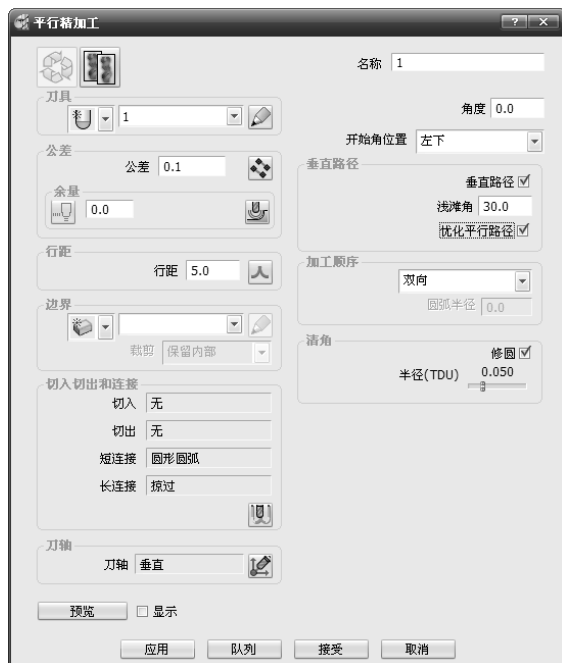 平行精加工
名称 1
刀具
1
角度 0.0
开始角位置 左下
公差
公差 0.1
余量
0.0
垂直路径
垂直路径
浅滩角 30.0
优化平行路径
行距
行距 5.0
加工顺序
双向
圆弧半径 0.0
边界
裁剪 保留内部
清角
修圆
半径(TDU) 0.050
切入切出和连接
切入 无
切出 无
短连接 圆形圆弧
长连接 掠过
刀轴
刀轴 垂直
预览 显示
应用 队列 接受 取消